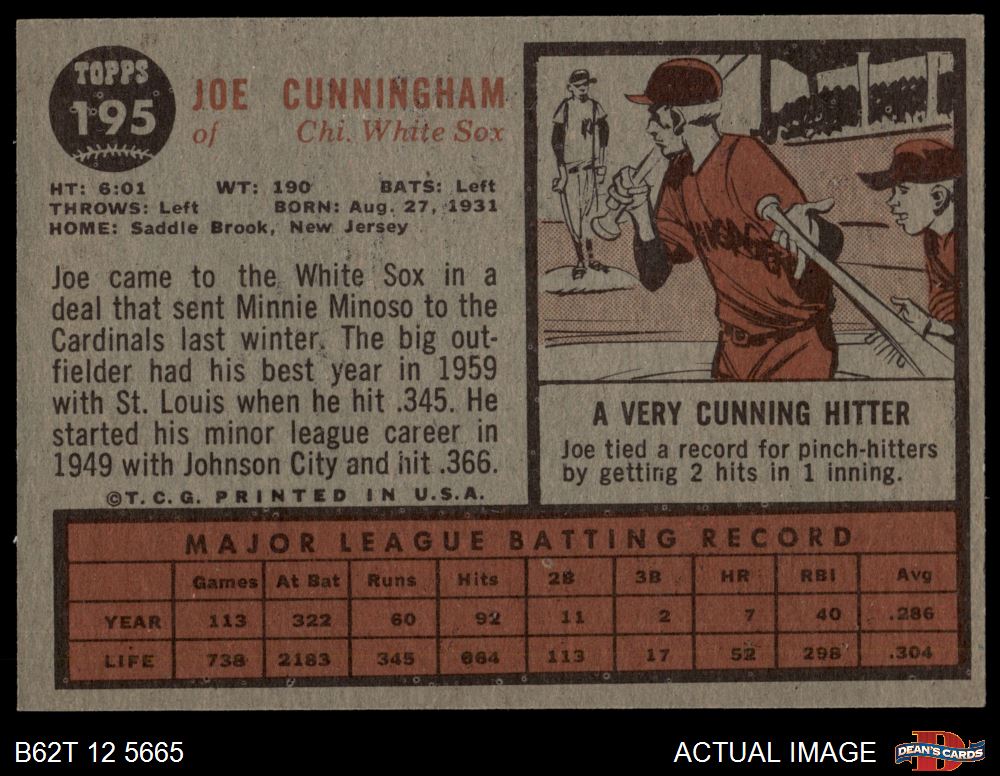 TOPPS
195
JOE CUNNINGHAM
of Chi. White Sox
HT: 6:01 WT: 190 BATS: Left
THROWS: Left BORN: Aug. 27, 1931
HOME: Saddle Brook, New Jersey
Joe came to the White Sox in a
deal that sent Minnie Minoso to the
Cardinals last winter. The big out-
fielder had his best year in 1959
with St. Louis when he hit .345. He
started his minor league career in
1949 with Johnson City and hit .366.
©T.C.G. PRINTED IN U.S.A.
A VERY CUNNING HITTER
Joe tied a record for pinch-hitters
by getting 2 hits in 1 inning.
MAJOR LEAGUE BATTING RECORD
Games At Bat Runs Hits 2B 3B HR RBI Avg
YEAR 113 322 60 92 11 2 7 40 .286
LIFE 738 2183 345 664 113 17 52 298 .304
B62T 12 5665
ACTUAL IMAGE
DEAN'S CARDS